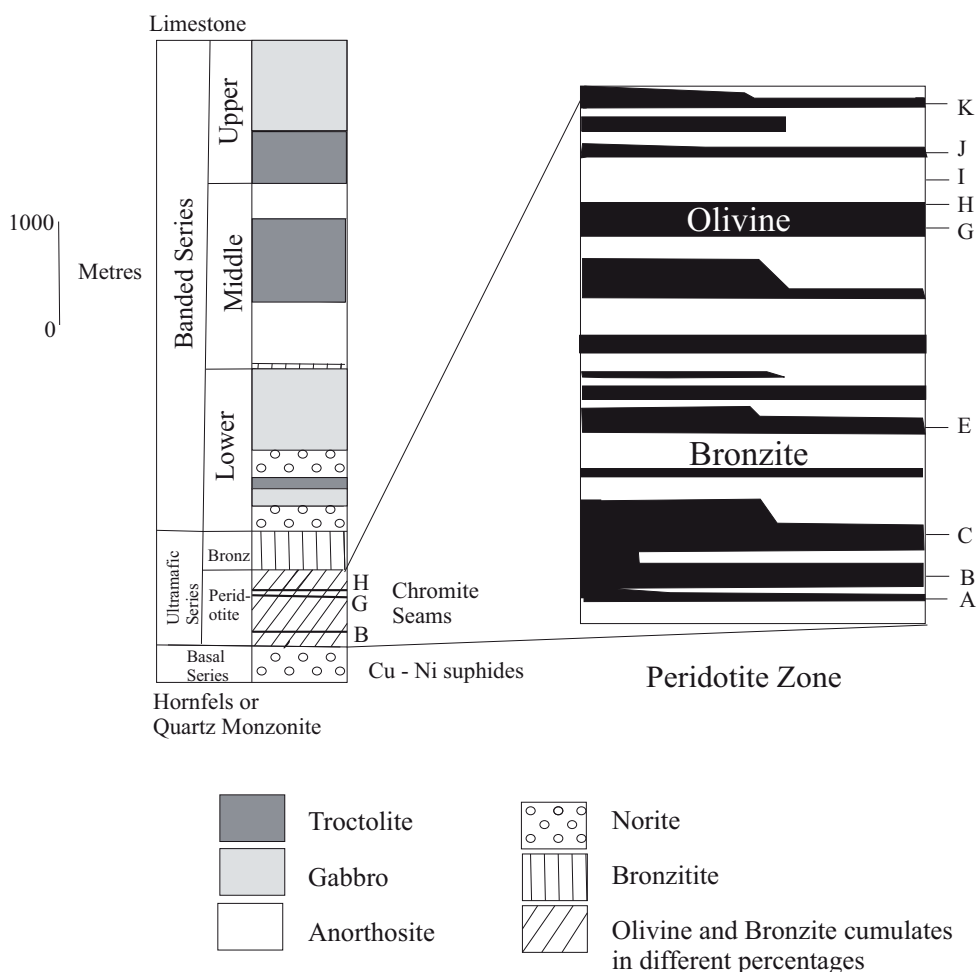 Limestone
Upper
Middle
Lower
Banded Series
1000
Metres
0
Bronz
Perid-
otite
Ultramafic
Series
Basal
Series
H
G
B
Chromite
Seams
Cu - Ni suphides
Hornfels or
Quartz Monzonite
K
J
I
H
G
E
C
B
A
Olivine
Bronzite
Peridotite Zone
Troctolite
Gabbro
Anorthosite
Norite
Bronzitite
Olivine and Bronzite cumulates
in different percentages